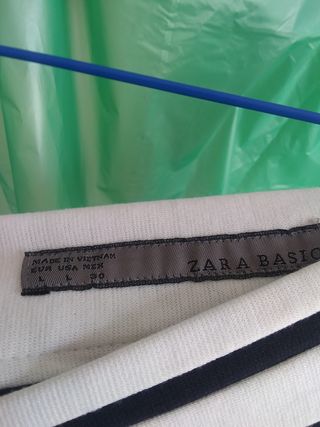 MADE IN VIETNAM
EUR USA MEX
L L 30
ZARA BASIC